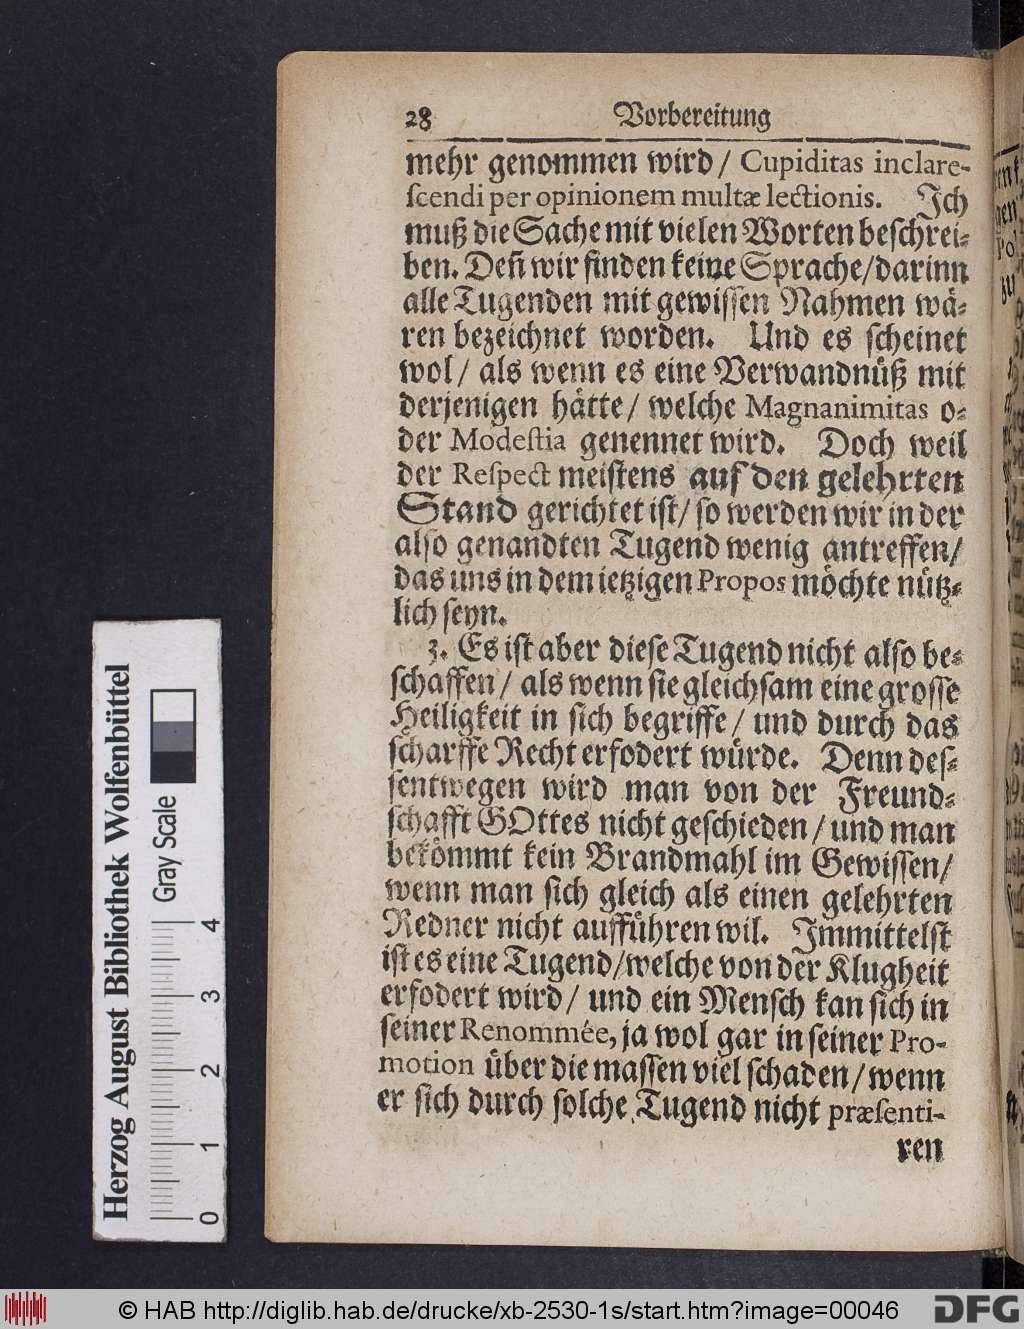 28 Vorbereitung
mehr genommen wird / Cupiditas inclare-
ſcendi per opinionem multæ lectionis. Ich
muß die Sache mit vielen Worten beſchrei-
ben. Deñ wir finden keine Sprache / darinn
alle Tugenden mit gewiſſen Nahmen wä-
ren bezeichnet worden. Und es ſcheinet
wol / als wenn es eine Verwandnüß mit
derjenigen hätte / welche Magnanimitas o-
der Modeſtia genennet wird. Doch weil
der Reſpect meiſtens auf den gelehrten
Stand gerichtet iſt / ſo werden wir in der
alſo genandten Tugend wenig antreffen /
das uns in dem ietzigen Propos möchte nütz-
lich ſeyn.
3. Es iſt aber dieſe Tugend nicht alſo be-
ſchaffen / als wenn ſie gleichſam eine groſſe
Heiligkeit in ſich begriffe / und durch das
ſcharffe Recht erfodert würde. Denn deſ-
ſentwegen wird man von der Freund-
ſchafft GOttes nicht geſchieden / und man
bekömmt kein Brandmahl im Gewiſſen /
wenn man ſich gleich als einen gelehrten
Redner nicht aufführen wil. Immittelſt
iſt es eine Tugend / welche von der Klugheit
erfodert wird / und ein Menſch kan ſich in
ſeiner Renommée, ja wol gar in ſeiner Pro-
motion über die maſſen viel ſchaden / wenn
er ſich durch ſolche Tugend nicht præſenti-
ren
Herzog August Bibliothek Wolfenbüttel
Gray Scale
0 1 2 3 4
© HAB http://diglib.hab.de/drucke/xb-2530-1s/start.htm?image=00046
DFG